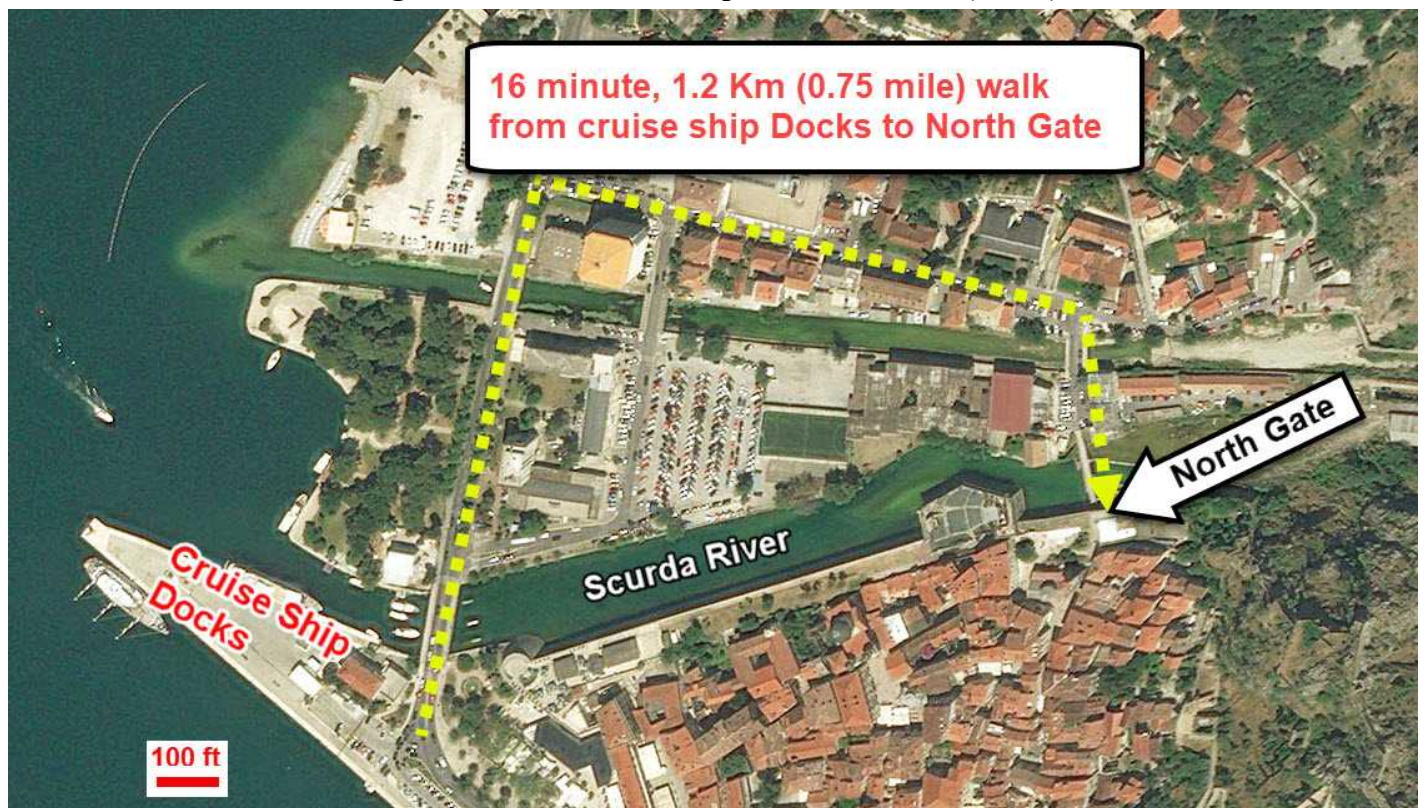 16 minute, 1.2 Km (0.75 mile) walk
from cruise ship Docks to North Gate
North Gate
Scurda River
Cruise Ship
Docks
100 ft